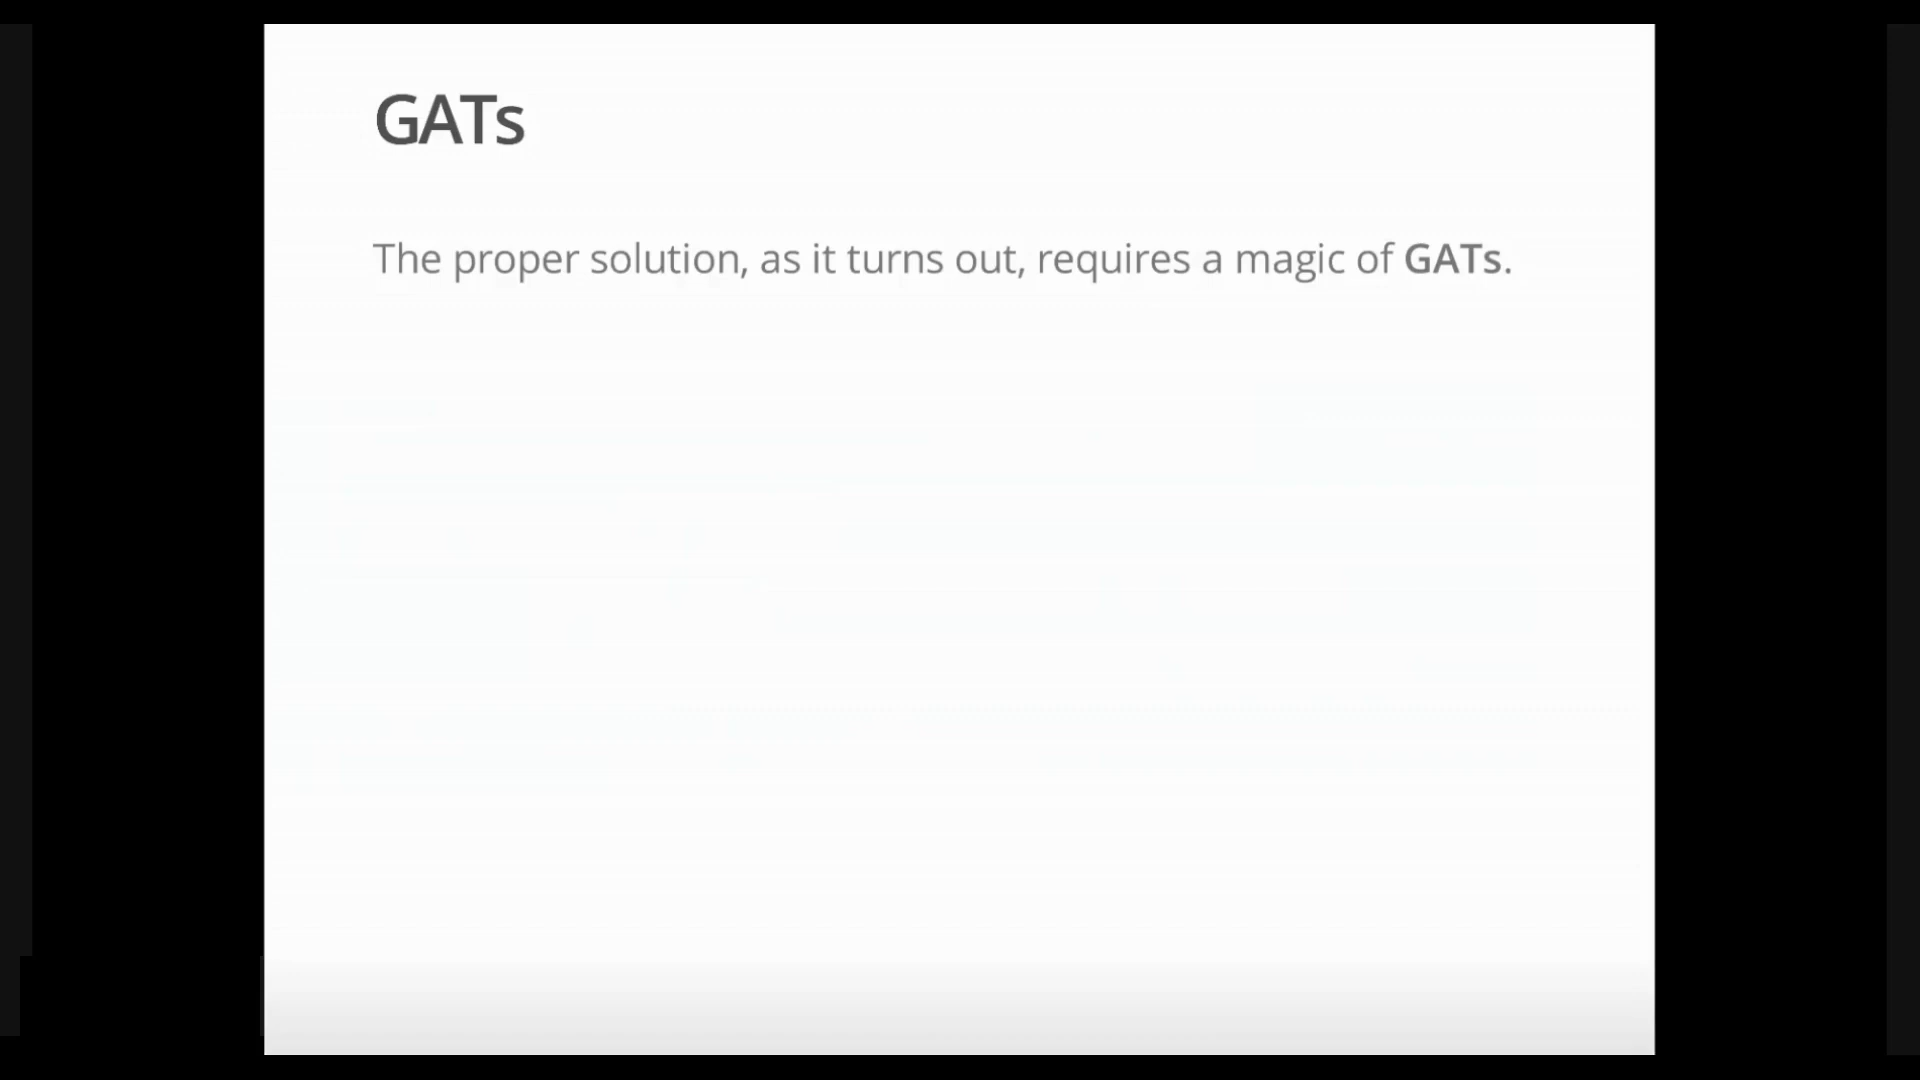 GATs
The proper solution, as it turns out, requires a magic of GATs.